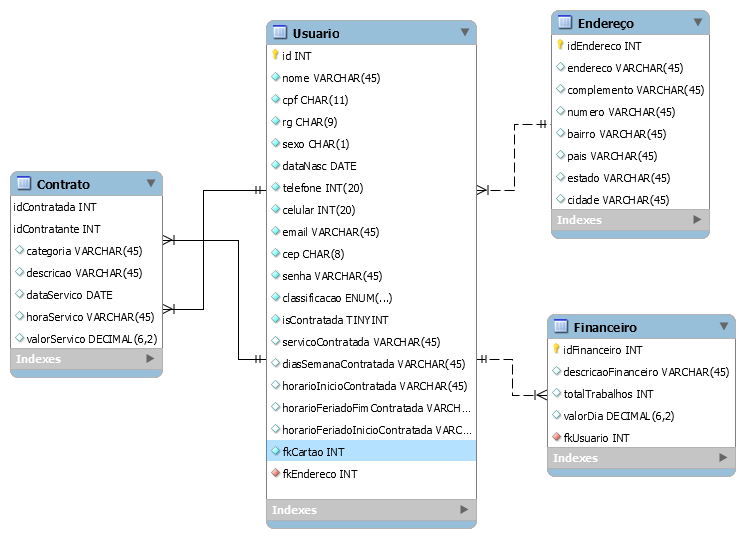 Contrato
idContratada INT
idContratante INT
categoria VARCHAR(45)
descricao VARCHAR(45)
dataServico DATE
horaServico VARCHAR(45)
valorServico DECIMAL(6,2)
Indexes
Usuario
id INT
nome VARCHAR(45)
cpf CHAR(11)
rg CHAR(9)
sexo CHAR(1)
dataNasc DATE
telefone INT(20)
celular INT(20)
email VARCHAR(45)
cep CHAR(8)
senha VARCHAR(45)
classificacao ENUM(...)
isContratada TINYINT
servicoContratada VARCHAR(45)
diasSemanaContratada VARCHAR(45)
horarioInicioContratada VARCHAR(45)
horarioFeriadoFimContratada VARCH...
horarioFeriadoInicioContratada VARC...
fkCartao INT
fkEndereco INT
Indexes
Endereço
idEndereco INT
endereco VARCHAR(45)
complemento VARCHAR(45)
numero VARCHAR(45)
bairro VARCHAR(45)
pais VARCHAR(45)
estado VARCHAR(45)
cidade VARCHAR(45)
Indexes
Financeiro
idFinanceiro INT
descricaoFinanceiro VARCHAR(45)
totalTrabalhos INT
valorDia DECIMAL(6,2)
fkUsuario INT
Indexes